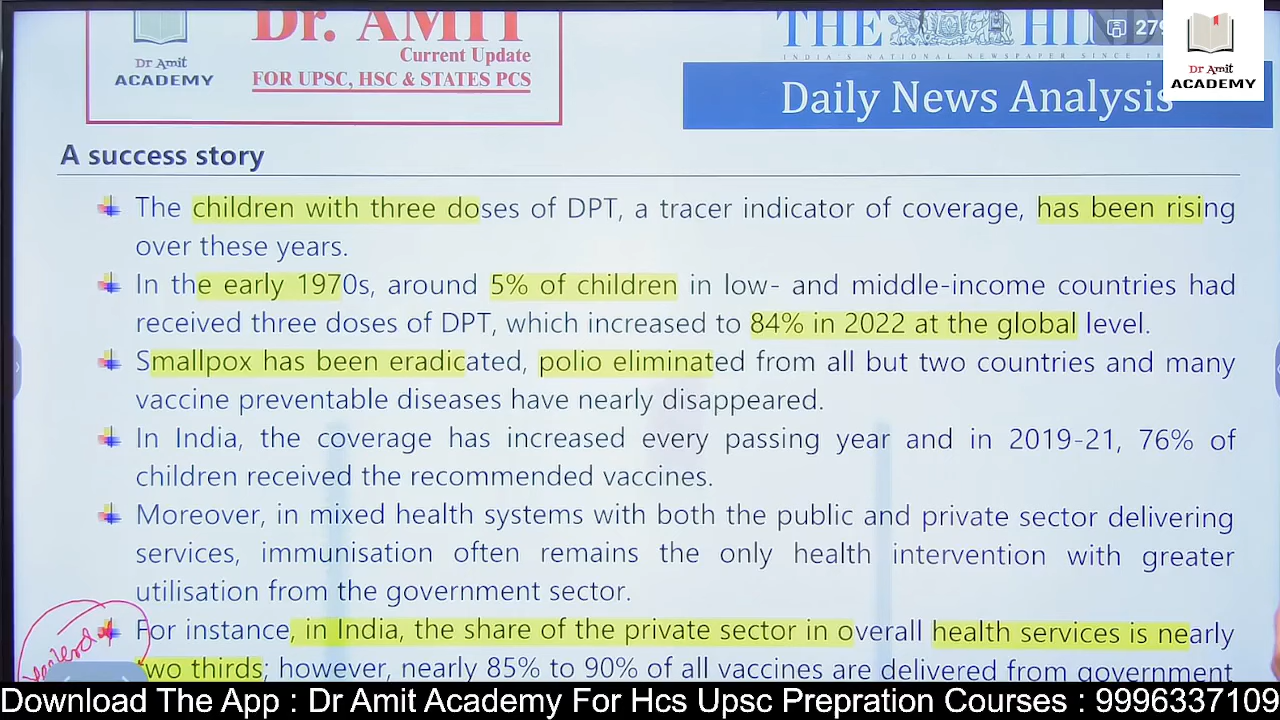 Dr. AMIT
Current Update
FOR UPSC, HSC & STATES PCS
Dr Amit
ACADEMY
THE HIND
INDIA'S NATIONAL NEWSPAPER SINCE 18
279
Dr Amit
ACADEMY
Daily News Analysis
A success story
The children with three doses of DPT, a tracer indicator of coverage, has been rising
over these years.
In the early 1970s, around 5% of children in low- and middle-income countries had
received three doses of DPT, which increased to 84% in 2022 at the global level.
Smallpox has been eradicated, polio eliminated from all but two countries and many
vaccine preventable diseases have nearly disappeared.
In India, the coverage has increased every passing year and in 2019-21, 76% of
children received the recommended vaccines.
Moreover, in mixed health systems with both the public and private sector delivering
services, immunisation often remains the only health intervention with greater
utilisation from the government sector.
For instance, in India, the share of the private sector in overall health services is nearly
two thirds; however, nearly 85% to 90% of all vaccines are delivered from government
Download The App : Dr Amit Academy For Hcs Upsc Prepration Courses : 9996337109